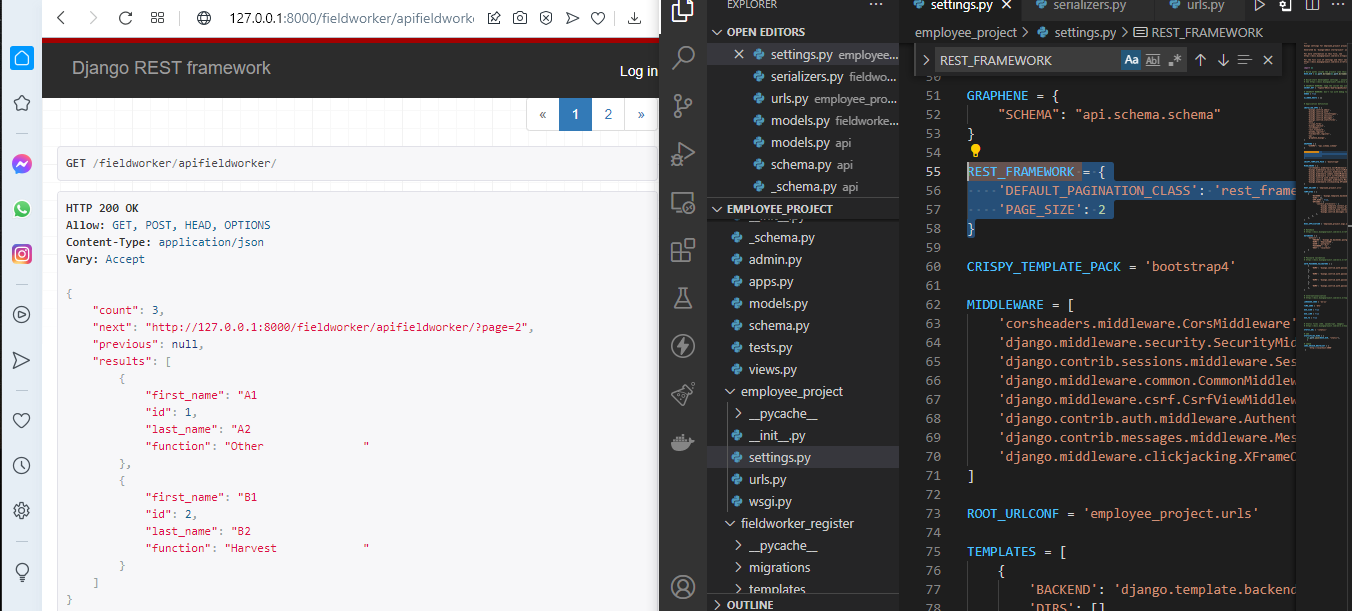 127.0.0.1:8000/fieldworker/apifieldwork
Django REST framework
Log in
« 1 2 »
GET /fieldworker/apifieldworker/
HTTP 200 OK
Allow: GET, POST, HEAD, OPTIONS
Content-Type: application/json
Vary: Accept
{
"count": 3,
"next": "http://127.0.0.1:8000/fieldworker/apifieldworker/?page=2",
"previous": null,
"results": [
{
"first_name": "A1
"id": 1,
"last_name": "A2
"function": "Other "
},
{
"first_name": "B1
"id": 2,
"last_name": "B2
"function": "Harvest "
}
]
}
EXPLORER ...
OPEN EDITORS
settings.py employee...
serializers.py fieldwo...
urls.py employee_pro...
models.py fieldworke...
models.py api
schema.py api
_schema.py api
EMPLOYEE_PROJECT
_schema.py
admin.py
apps.py
models.py
schema.py
tests.py
views.py
employee_project
__pycache__
__init__.py
settings.py
urls.py
wsgi.py
fieldworker_register
__pycache__
migrations
templates
OUTLINE
settings.py
serializers.py
urls.py
employee_project > settings.py > REST_FRAMEWORK
REST_FRAMEWORK Aa Abl .*
50
51 GRAPHENE = {
52 "SCHEMA": "api.schema.schema"
53 }
54
55 REST_FRAMEWORK = {
56 'DEFAULT_PAGINATION_CLASS': 'rest_frame
57 'PAGE_SIZE': 2
58 }
59
60 CRISPY_TEMPLATE_PACK = 'bootstrap4'
61
62 MIDDLEWARE = [
63 'corsheaders.middleware.CorsMiddleware'
64 'django.middleware.security.SecurityMid
65 'django.contrib.sessions.middleware.Ses
66 'django.middleware.common.CommonMiddlew
67 'django.middleware.csrf.CsrfViewMiddlew
68 'django.contrib.auth.middleware.Authent
69 'django.contrib.messages.middleware.Mes
70 'django.middleware.clickjacking.XFrameO
71 ]
72
73 ROOT_URLCONF = 'employee_project.urls'
74
75 TEMPLATES = [
76 {
77 'BACKEND': 'django.template.backend
78 'DIRS': []